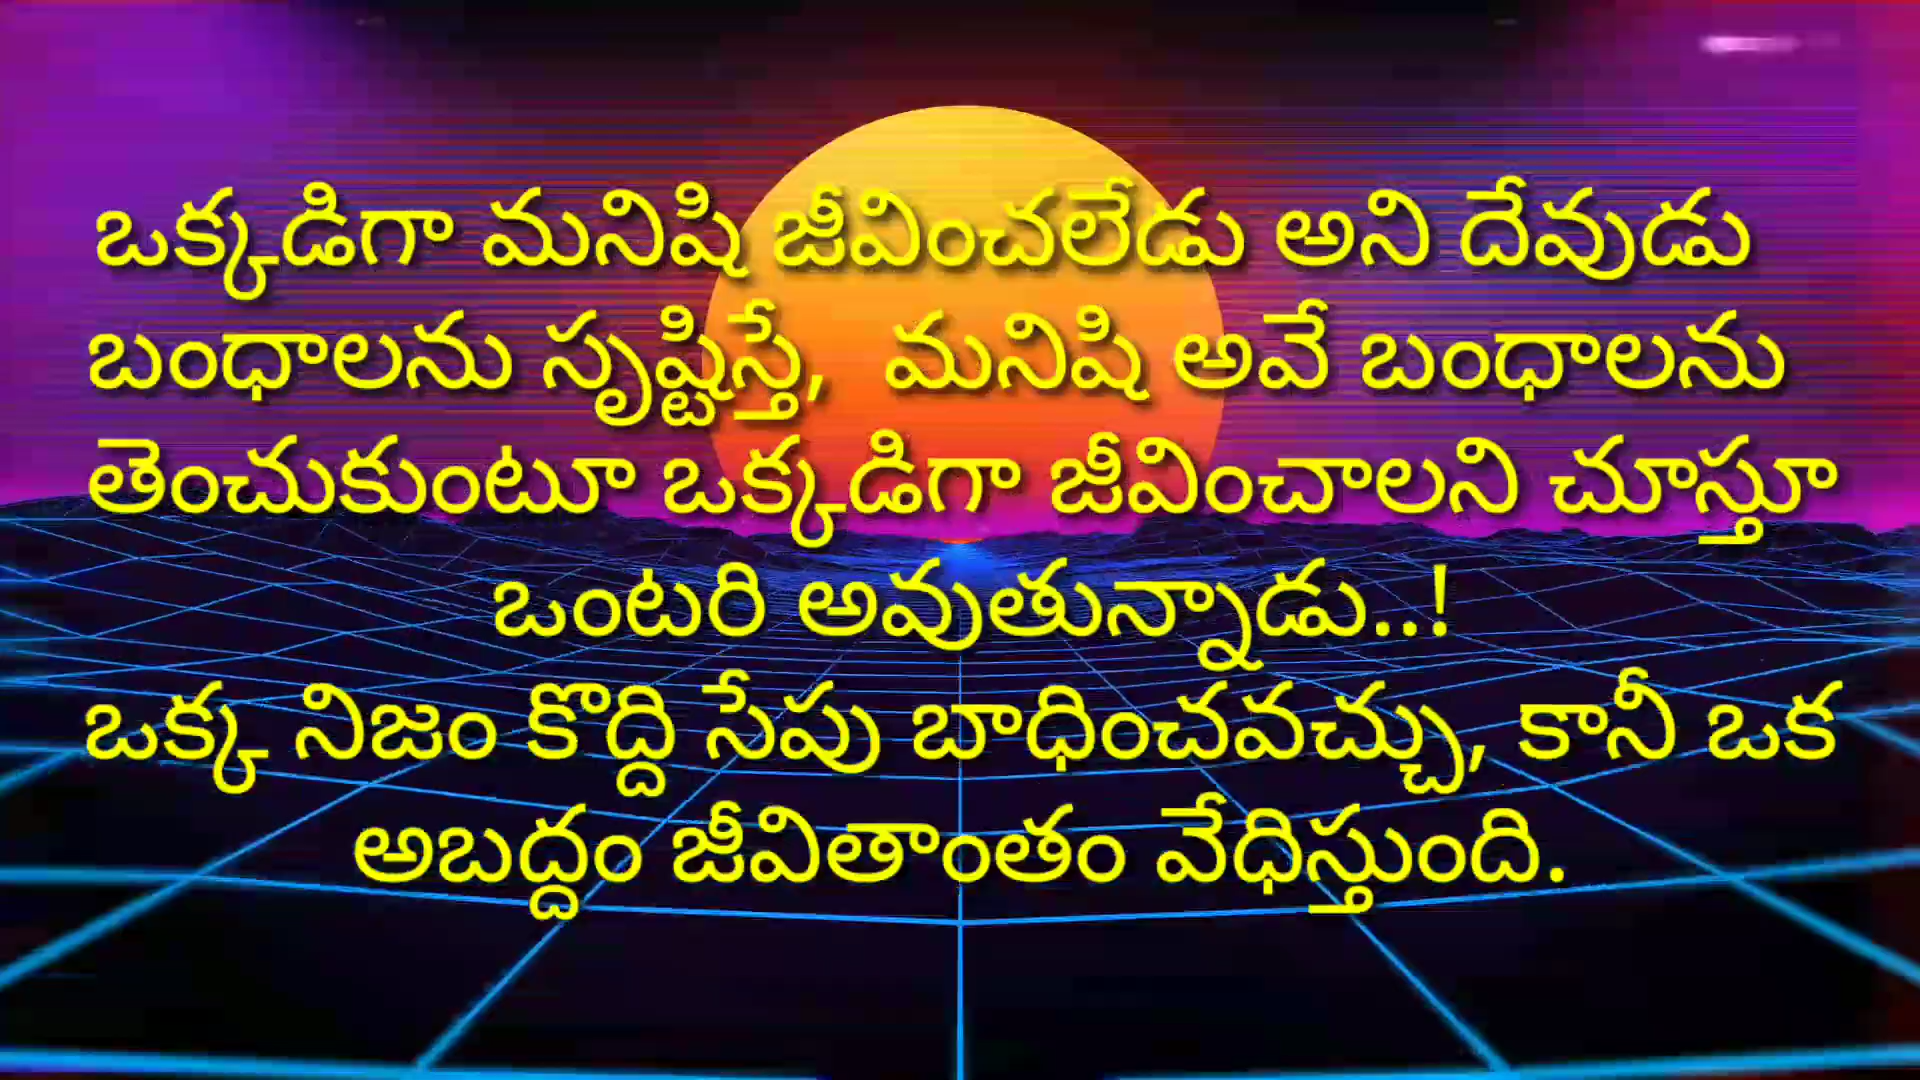 ఒక్కడిగా మనిషి జీవించలేడు అని దేవుడు
బంధాలను సృష్టిస్తే, మనిషి అవే బంధాలను
తెంచుకుంటూ ఒక్కడిగా జీవించాలని చూస్తూ
ఒంటరి అవుతున్నాడు..!
ఒక్క నిజం కొద్ది సేపు బాధించవచ్చు, కానీ ఒక
అబద్దం జీవితాంతం వేధిస్తుంది.